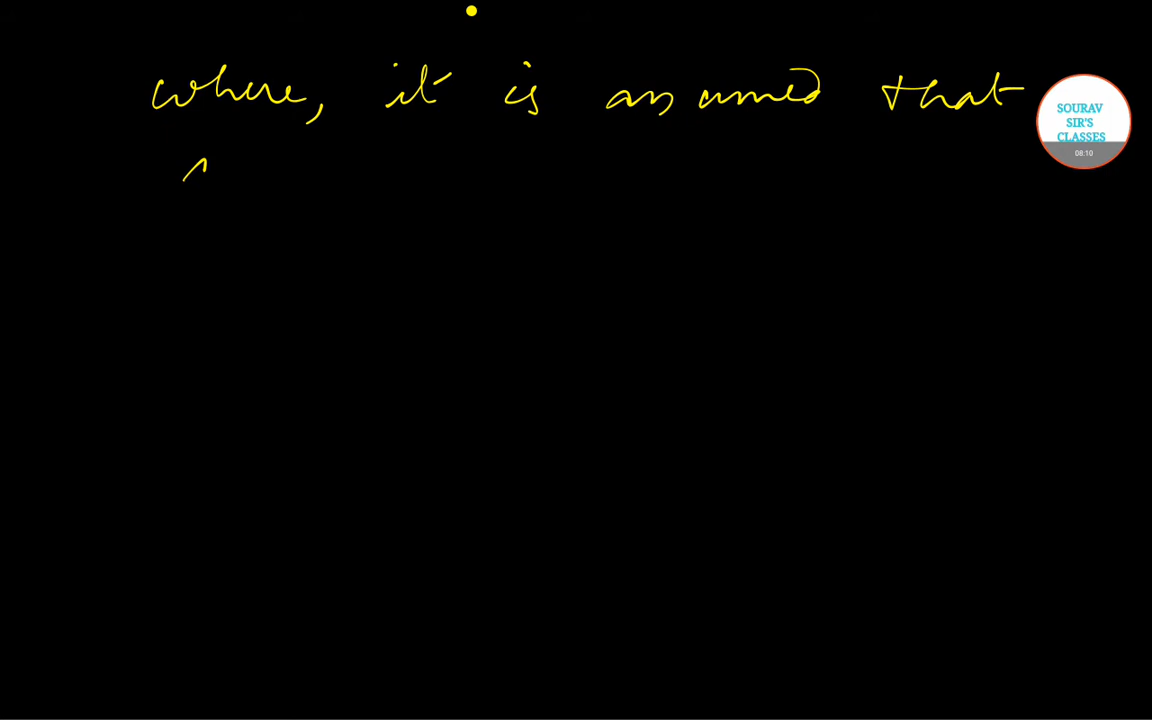 where, it is assumed that
SOURAV
SIR'S
CLASSES
08:10